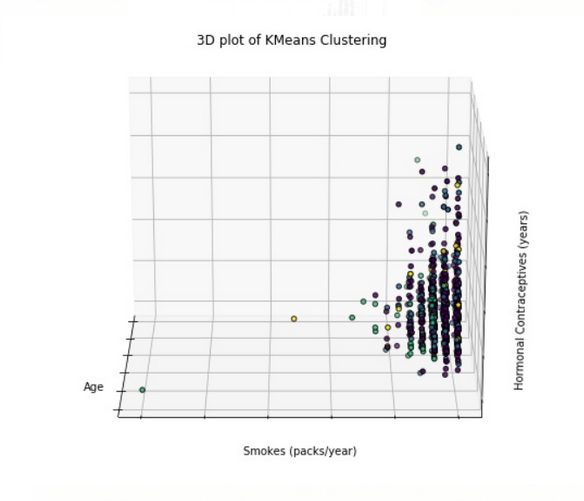 3D plot of KMeans Clustering
Hormonal Contraceptives (years)
Age
Smokes (packs/year)